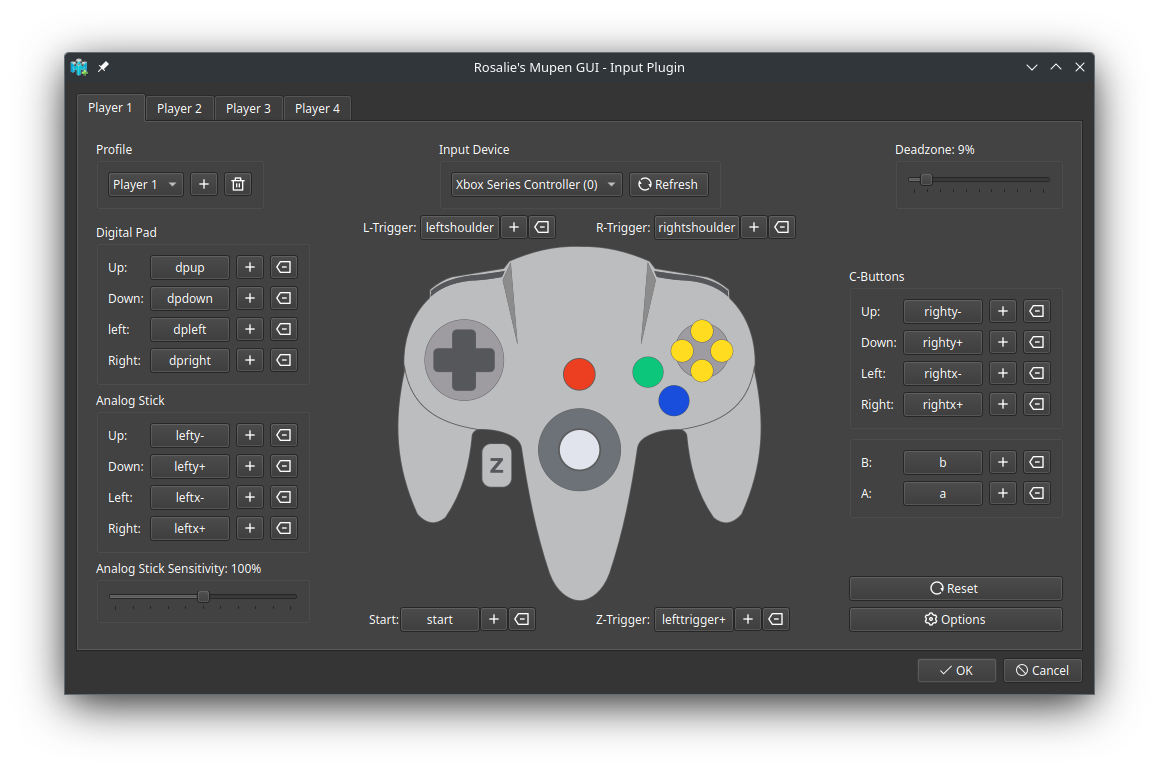 Rosalie's Mupen GUI - Input Plugin
Player 1 Player 2 Player 3 Player 4
Profile
Player 1
Input Device
Xbox Series Controller (0) Refresh
Deadzone: 9%
L-Trigger: leftshoulder
R-Trigger: rightshoulder
Digital Pad
Up: dpup
Down: dpdown
left: dpleft
Right: dpright
Analog Stick
Up: lefty-
Down: lefty+
Left: leftx-
Right: leftx+
Analog Stick Sensitivity: 100%
Z
Start: start
Z-Trigger: lefttrigger+
C-Buttons
Up: righty-
Down: righty+
Left: rightx-
Right: rightx+
B: b
A: a
Reset
Options
OK Cancel